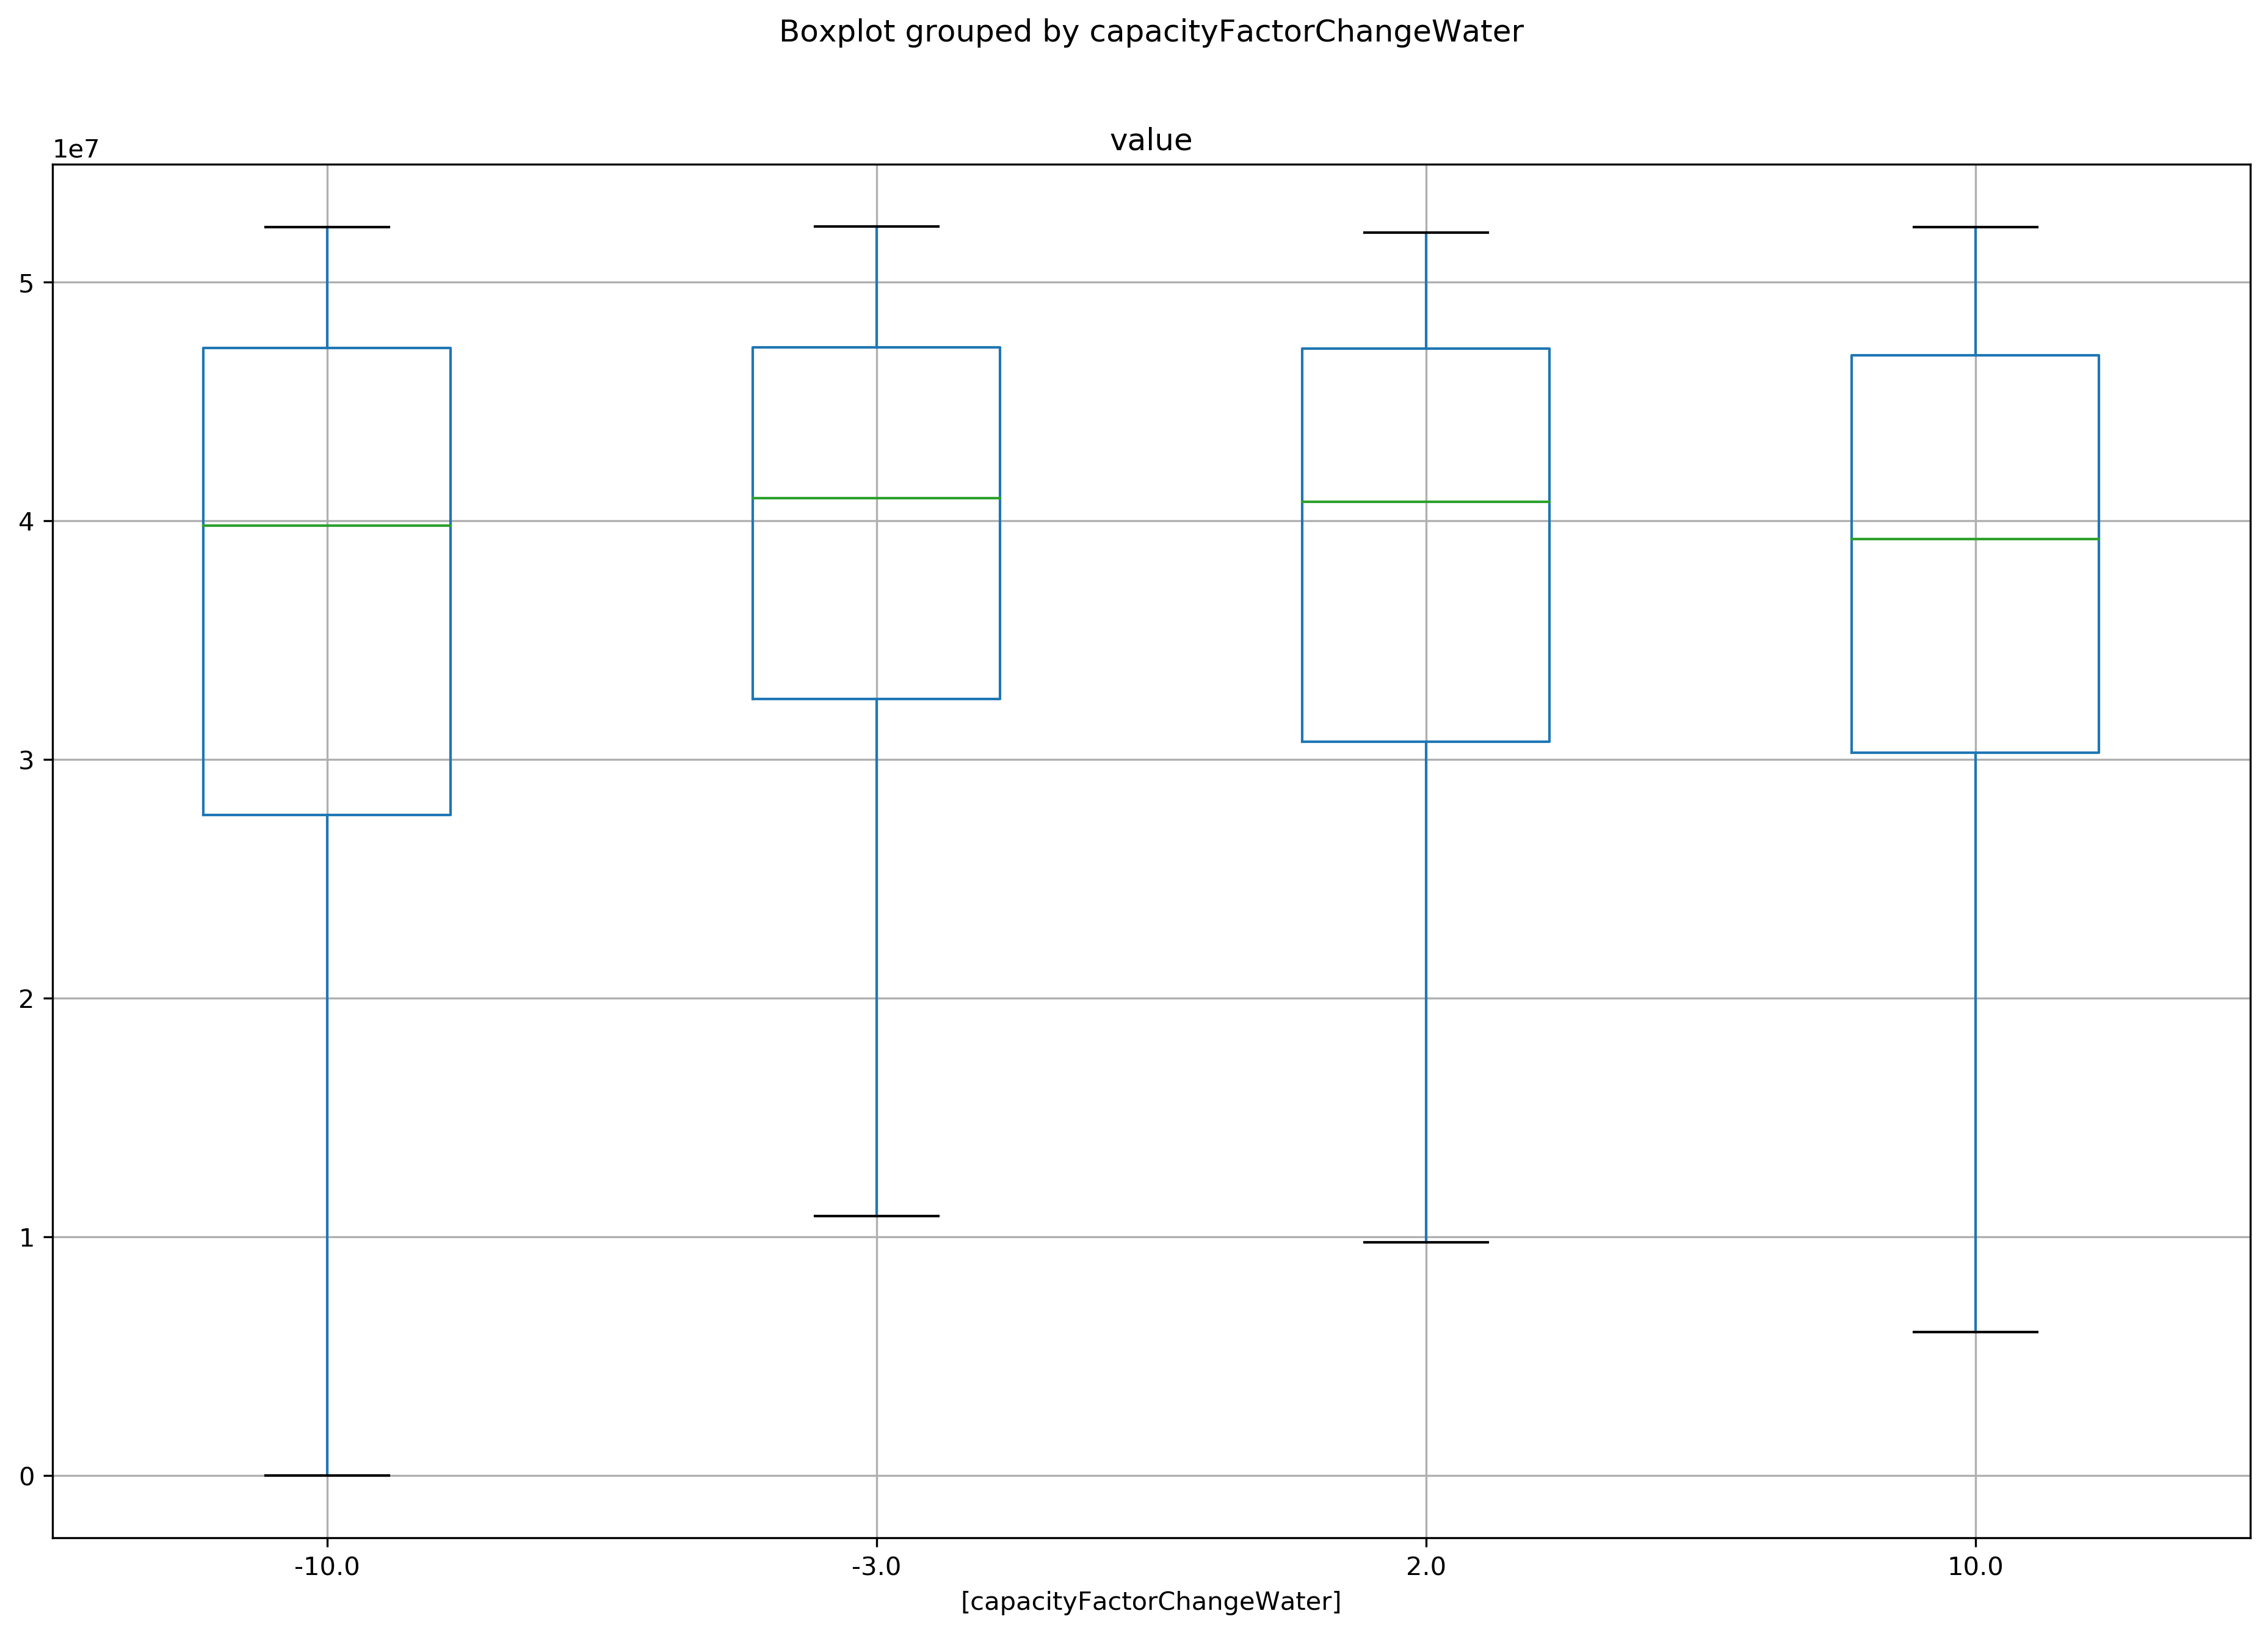 Boxplot grouped by capacityFactorChangeWater
value
1e7
5
4
3
2
1
0
-10.0 -3.0 2.0 10.0
[capacityFactorChangeWater]